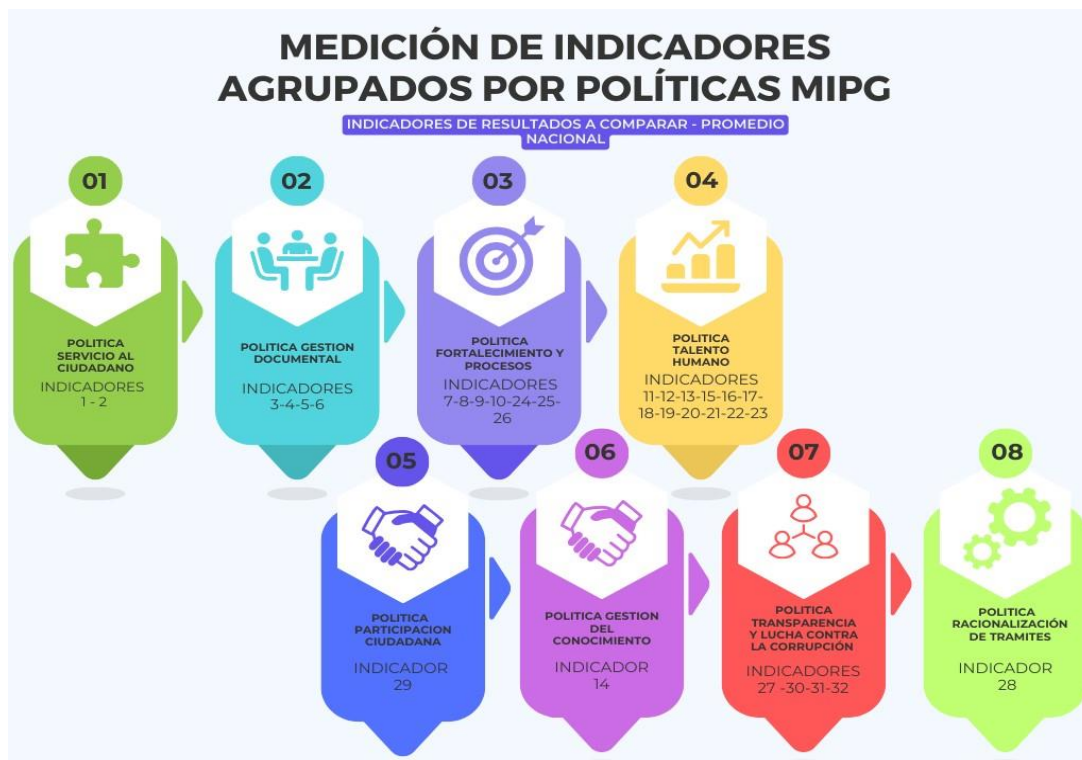 MEDICIÓN DE INDICADORES
AGRUPADOS POR POLÍTICAS MIPG
INDICADORES DE RESULTADOS A COMPARAR - PROMEDIO
NACIONAL
01
POLITICA
SERVICIO AL
CIUDADANO
INDICADORES
1 - 2
02
POLITICA GESTION
DOCUMENTAL
INDICADORES
3-4-5-6
03
POLITICA
FORTALECIMIENTO Y
PROCESOS
INDICADORES
7-8-9-10-24-25-
26
04
POLITICA
TALENTO
HUMANO
INDICADORES
11-12-13-15-16-17-
18-19-20-21-22-23
05
POLITICA
PARTICIPACION
CIUDADANA
INDICADOR
29
06
POLITICA GESTION
DEL
CONOCIMIENTO
INDICADOR
14
07
POLITICA
TRANSPARENCIA
Y LUCHA CONTRA
LA CORRUPCIÓN
INDICADORES
27 -30-31-32
08
POLITICA
RACIONALIZACIÓN
DE TRAMITES
INDICADOR
28